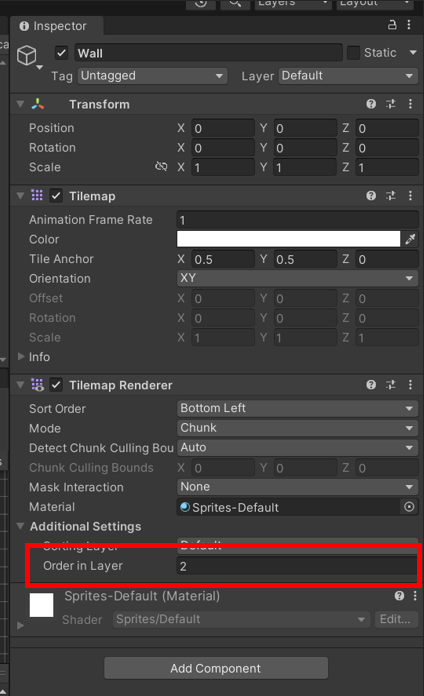 Layers
Layout
Inspector
Wall
Static
Tag Untagged Layer Default
Transform
Position X 0 Y 0 Z 0
Rotation X 0 Y 0 Z 0
Scale X 1 Y 1 Z 1
Tilemap
Animation Frame Rate 1
Color
Tile Anchor X 0.5 Y 0.5 Z 0
Orientation XY
Offset X 0 Y 0 Z 0
Rotation X 0 Y 0 Z 0
Scale X 1 Y 1 Z 1
Info
Tilemap Renderer
Sort Order Bottom Left
Mode Chunk
Detect Chunk Culling Bou Auto
Chunk Culling Bounds X 0 Y 0 Z 0
Mask Interaction None
Material Sprites-Default
Additional Settings
Sorting Layer Default
Order in Layer 2
Sprites-Default (Material)
Shader Sprites/Default Edit...
Add Component